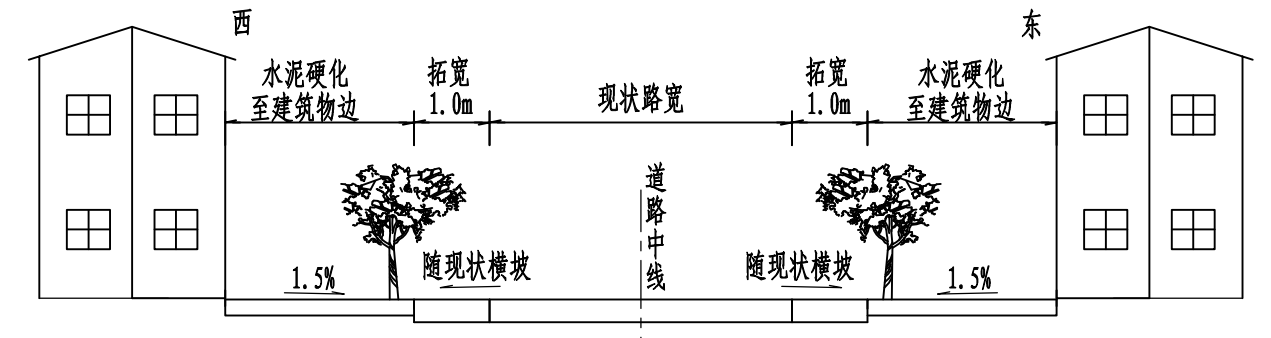 西
东
水泥硬化
至建筑物边
拓宽
1.0m
现状路宽
拓宽
1.0m
水泥硬化
至建筑物边
道路中线
随现状横坡
随现状横坡
1.5%
1.5%